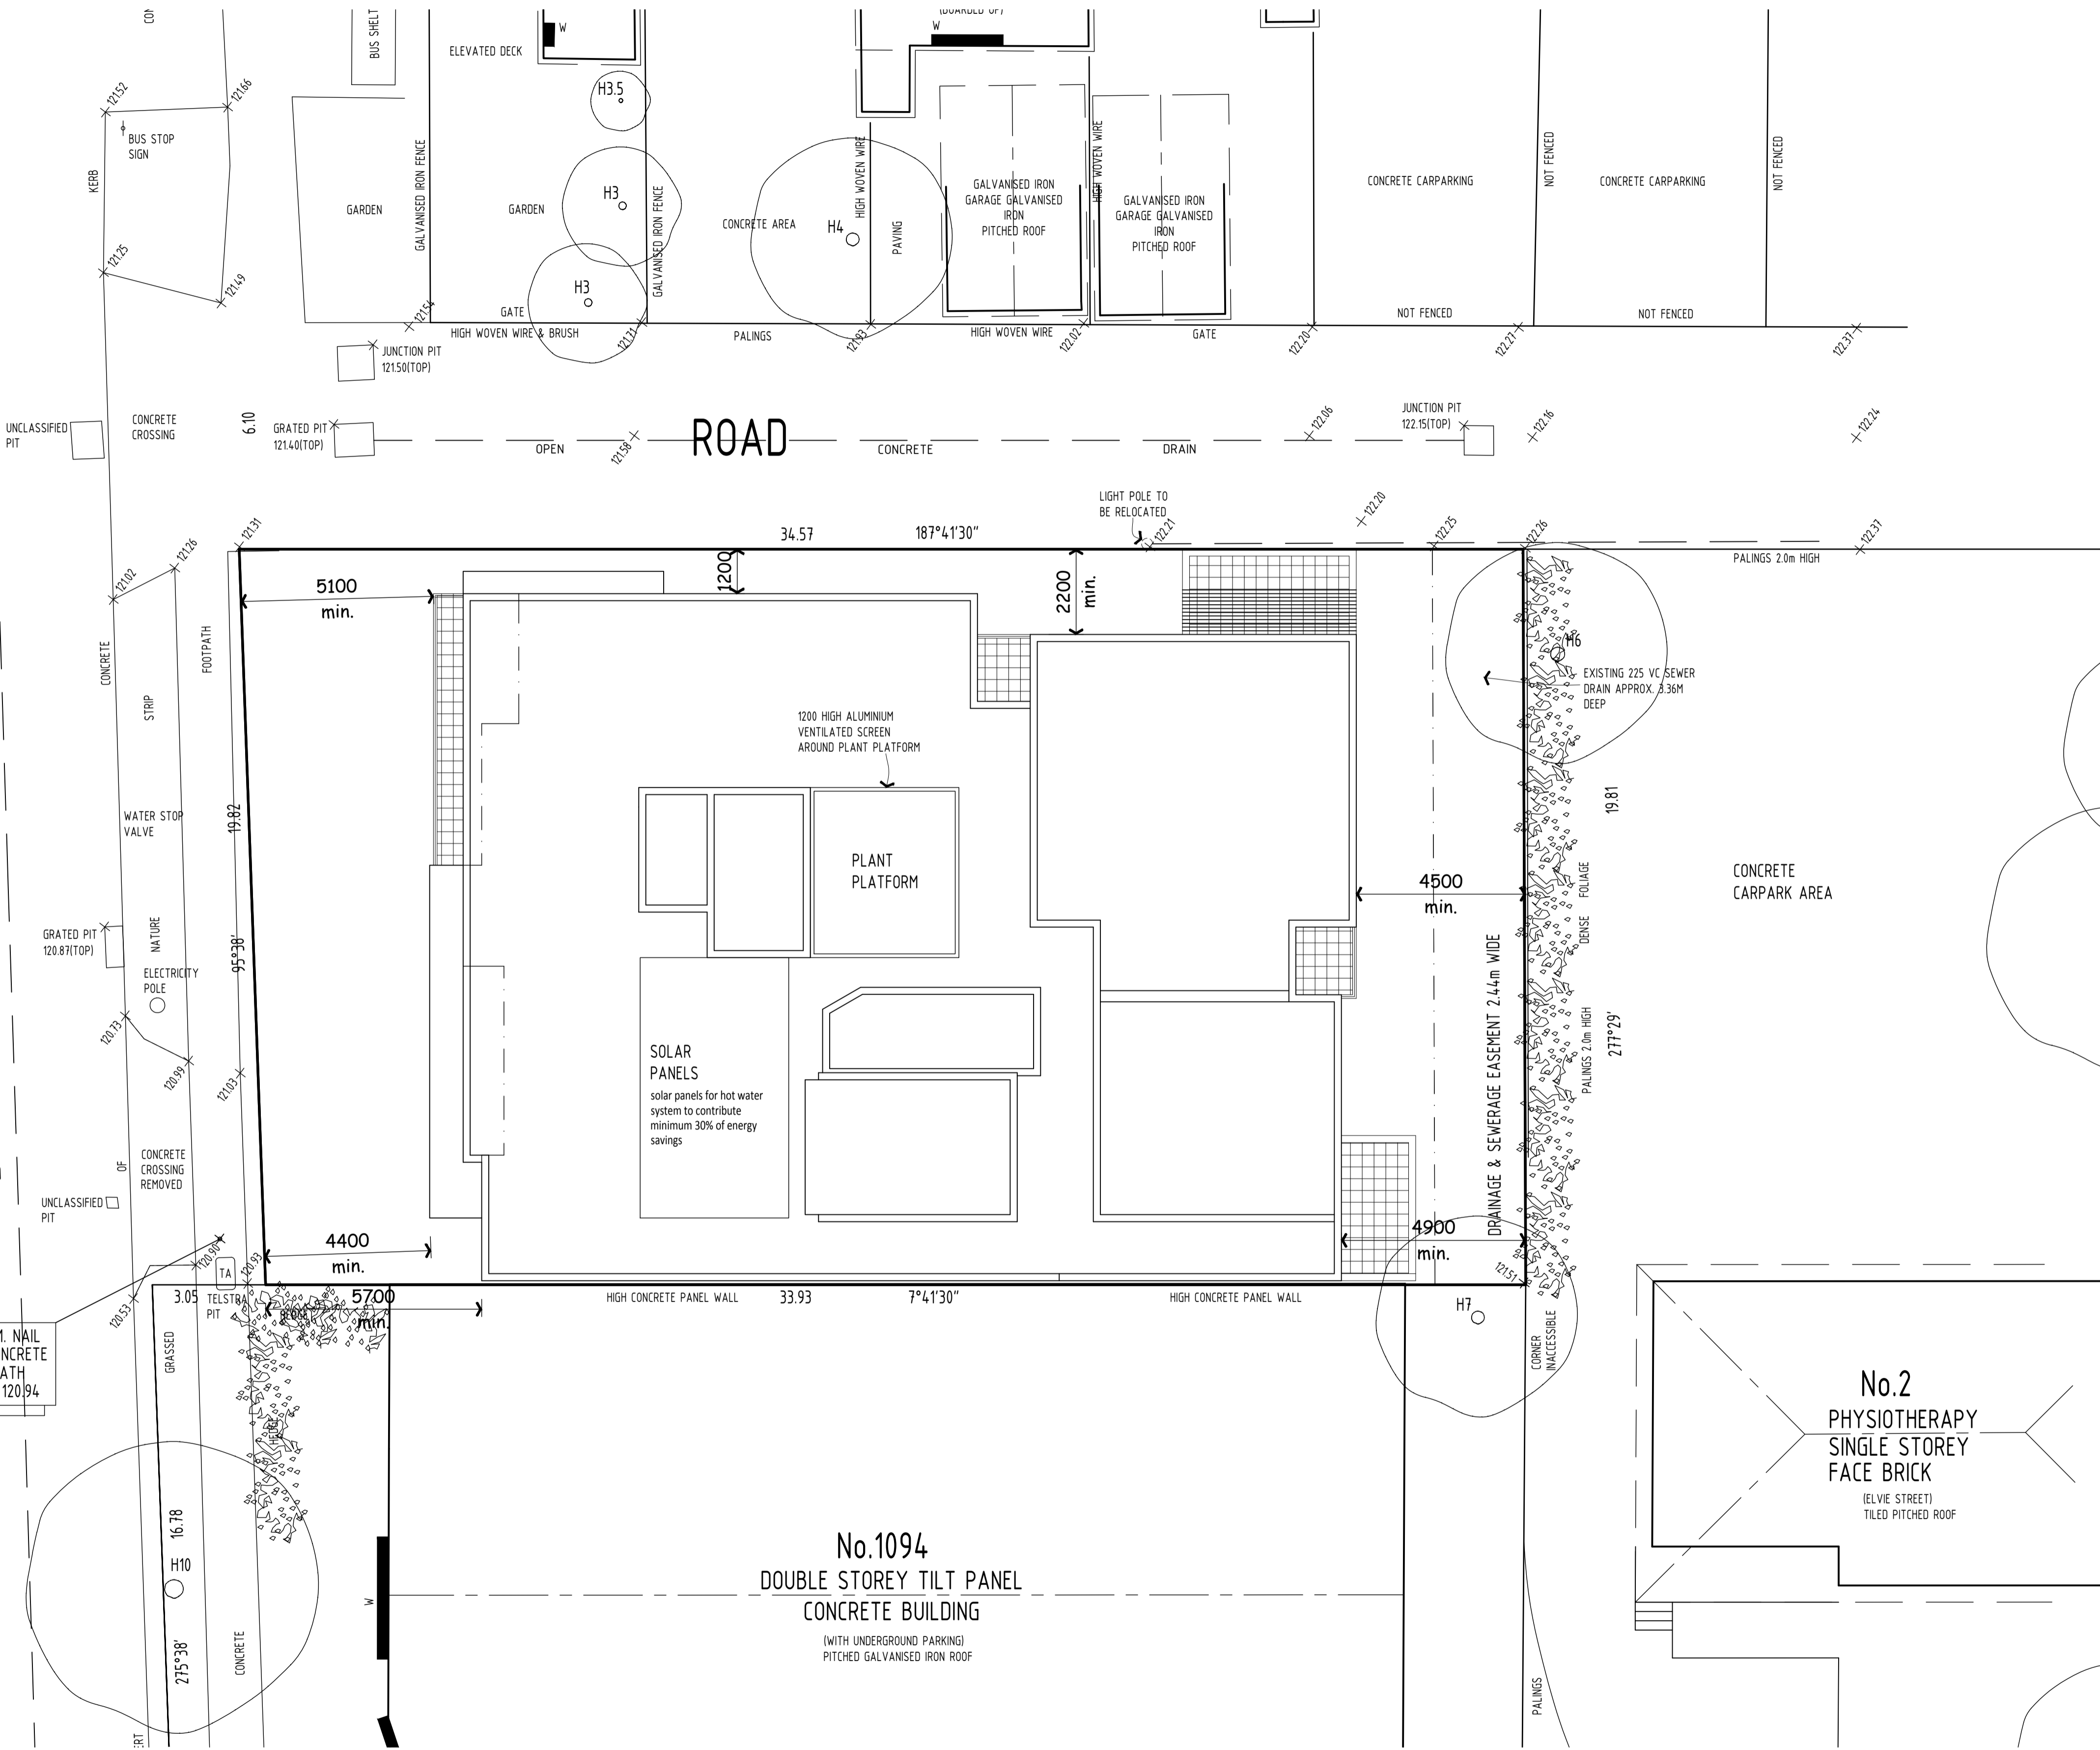 BUS SHELT
W
ELEVATED DECK
W
H3.5
121.52
121.66
BUS STOP
SIGN
KERB
GARDEN
GALVANISED IRON FENCE
GARDEN
H3
GALVANISED IRON FENCE
CONCRETE AREA
H4
HIGH WOVEN WIRE
PAVING
GALVANISED IRON
GARAGE GALVANISED
IRON
PITCHED ROOF
HIGH WOVEN WIRE
GALVANISED IRON
GARAGE GALVANISED
IRON
PITCHED ROOF
CONCRETE CARPARKING
NOT FENCED
CONCRETE CARPARKING
NOT FENCED
121.25
121.49
H3
GATE
121.54
HIGH WOVEN WIRE & BRUSH
121.71
PALINGS
121.93
HIGH WOVEN WIRE
122.02
GATE
122.20
NOT FENCED
122.27
NOT FENCED
122.37
JUNCTION PIT
121.50(TOP)
UNCLASSIFIED
PIT
CONCRETE
CROSSING
6.10
GRATED PIT
121.40(TOP)
OPEN
121.58
ROAD
CONCRETE
DRAIN
122.06
JUNCTION PIT
122.15(TOP)
122.16
122.24
LIGHT POLE TO
BE RELOCATED
122.21
122.20
122.25
122.26
122.37
34.57
187°41'30"
121.31
121.26
121.02
PALINGS 2.0m HIGH
5100
min.
1200
2200
min.
CONCRETE
STRIP
FOOTPATH
H6
EXISTING 225 VC SEWER
DRAIN APPROX. 3.36M
DEEP
1200 HIGH ALUMINIUM
VENTILATED SCREEN
AROUND PLANT PLATFORM
WATER STOP
VALVE
19.82
19.81
PLANT
PLATFORM
4500
min.
FOLIAGE
DENSE
CONCRETE
CARPARK AREA
GRATED PIT
120.87(TOP)
NATURE
95°38'
ELECTRICITY
POLE
120.73
120.99
121.03
SOLAR
PANELS
solar panels for hot water
system to contribute
minimum 30% of energy
savings
DRAINAGE & SEWERAGE EASEMENT 2.44m WIDE
PALINGS 2.0m HIGH
277°29'
OF
CONCRETE
CROSSING
REMOVED
UNCLASSIFIED
PIT
4400
min.
4900
min.
120.90
TA
120.93
121.51
3.05
TELSTRA
PIT
120.53
HEDGE
5700
min.
HIGH CONCRETE PANEL WALL
33.93
7°41'30"
HIGH CONCRETE PANEL WALL
H7
CORNER
INACCESSIBLE
NAIL
NCRETE
ATH
120.94
GRASSED
HEDGE
No.2
PHYSIOTHERAPY
SINGLE STOREY
FACE BRICK
(ELVIE STREET)
TILED PITCHED ROOF
16.78
H10
No.1094
DOUBLE STOREY TILT PANEL
CONCRETE BUILDING
(WITH UNDERGROUND PARKING)
PITCHED GALVANISED IRON ROOF
W
275°38'
CONCRETE
PALINGS